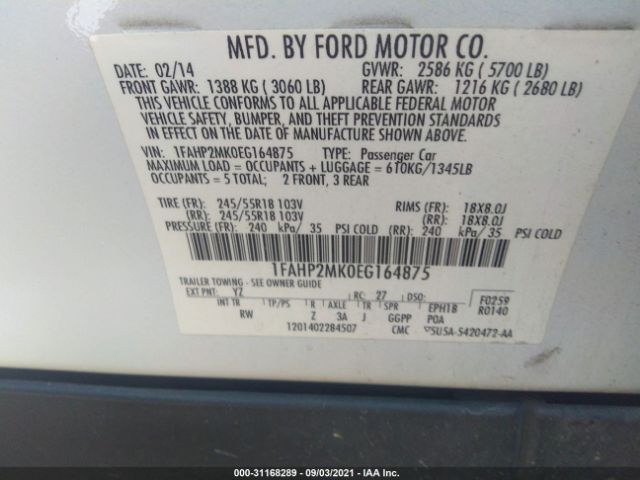 MFD. BY FORD MOTOR CO.
DATE: 02/14 GVWR: 2586 KG ( 5700 LB)
FRONT GAWR: 1388 KG ( 3060 LB) REAR GAWR: 1216 KG ( 2680 LB)
THIS VEHICLE CONFORMS TO ALL APPLICABLE FEDERAL MOTOR
VEHICLE SAFETY, BUMPER, AND THEFT PREVENTION STANDARDS
IN EFFECT ON THE DATE OF MANUFACTURE SHOWN ABOVE.
VIN: 1FAHP2MK0EG164875 TYPE: Passenger Car
MAXIMUM LOAD = OCCUPANTS + LUGGAGE = 610KG/1345LB
OCCUPANTS = 5 TOTAL; 2 FRONT, 3 REAR
TIRE (FR): 245/55R18 103V RIMS (FR): 18X8.0J
(RR): 245/55R18 103V (RR): 18X8.0J
PRESSURE (FR): 240 kPa/ 35 PSI COLD (RR): 240 kPa/ 35 PSI COLD
1FAHP2MK0EG164875
TRAILER TOWING - SEE OWNER GUIDE
EXT PNT: YZ RC: 27 DSO: F0259
INT TR TP/PS R AXLE TR SPR EPH18 R0140
RW Z 3A J GGPP POA
1201402284507 CMC 5U5A-5420472-AA
000-31168289 - 09/03/2021 - IAA Inc.